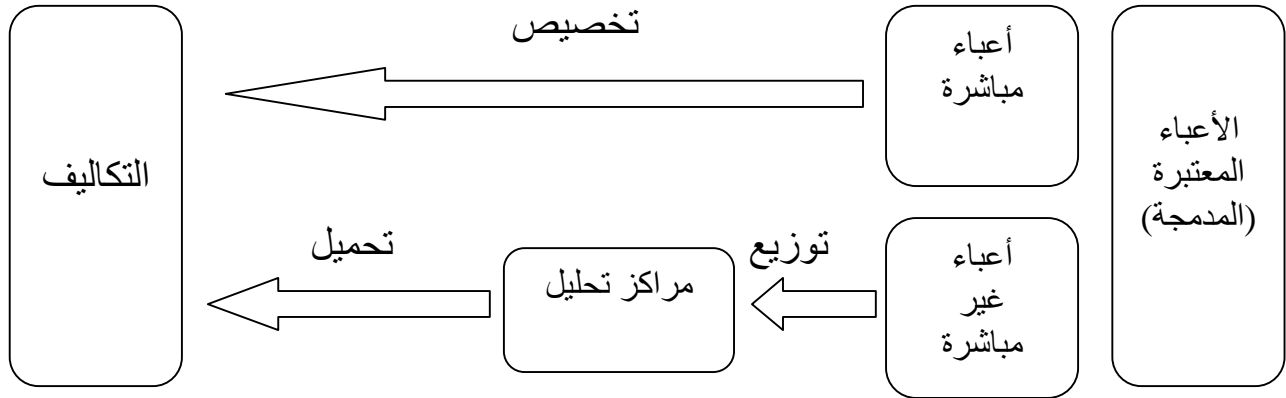 الأعباء
المعتبرة
(المدمجة)
أعباء
مباشرة
تخصيص
التكاليف
أعباء
غير
مباشرة
توزيع
مراكز تحليل
تحميل